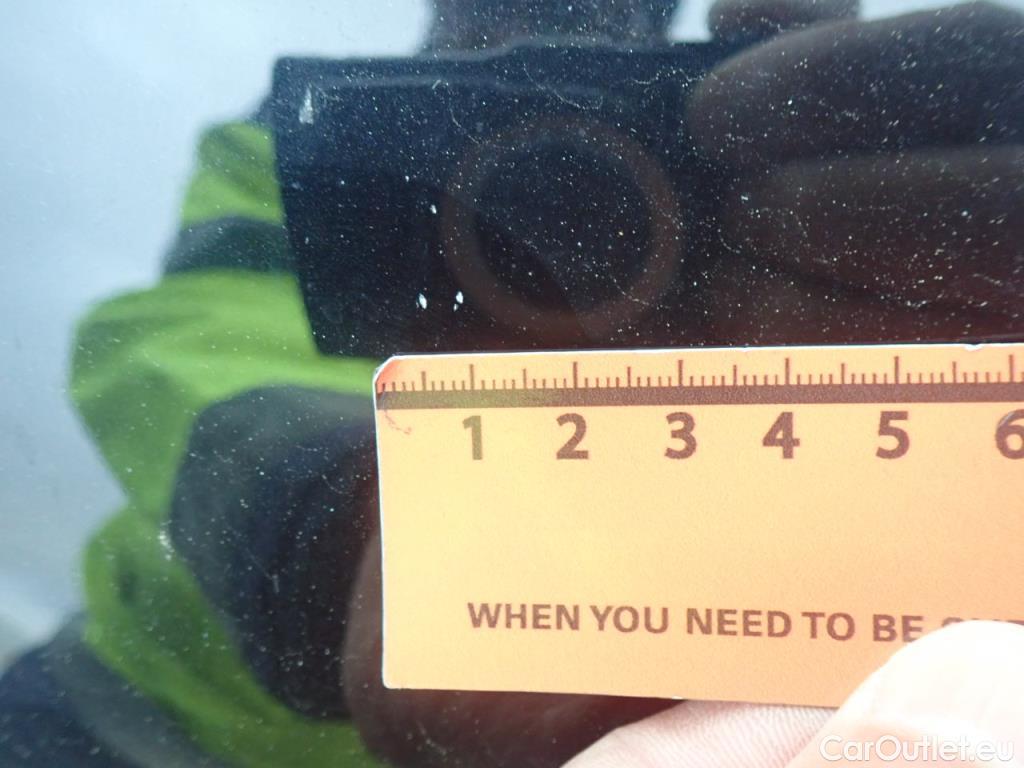 1 2 3 4 5 6
WHEN YOU NEED TO BE
CarOutlet.eu